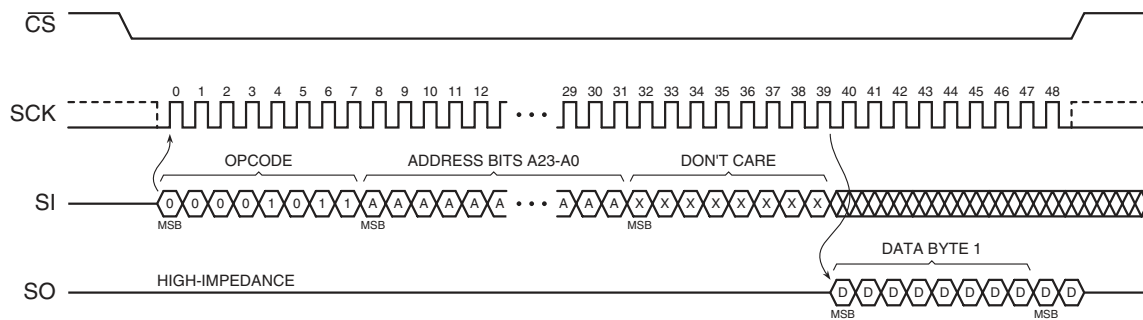 CS
SCK
0 1 2 3 4 5 6 7 8 9 10 11 12 29 30 31 32 33 34 35 36 37 38 39 40 41 42 43 44 45 46 47 48
OPCODE ADDRESS BITS A23-A0 DON'T CARE
SI
0 0 0 0 1 0 1 1 A A A A A A A A A X X X X X X X X
MSB MSB MSB
DATA BYTE 1
HIGH-IMPEDANCE
SO
D D D D D D D D D D
MSB MSB